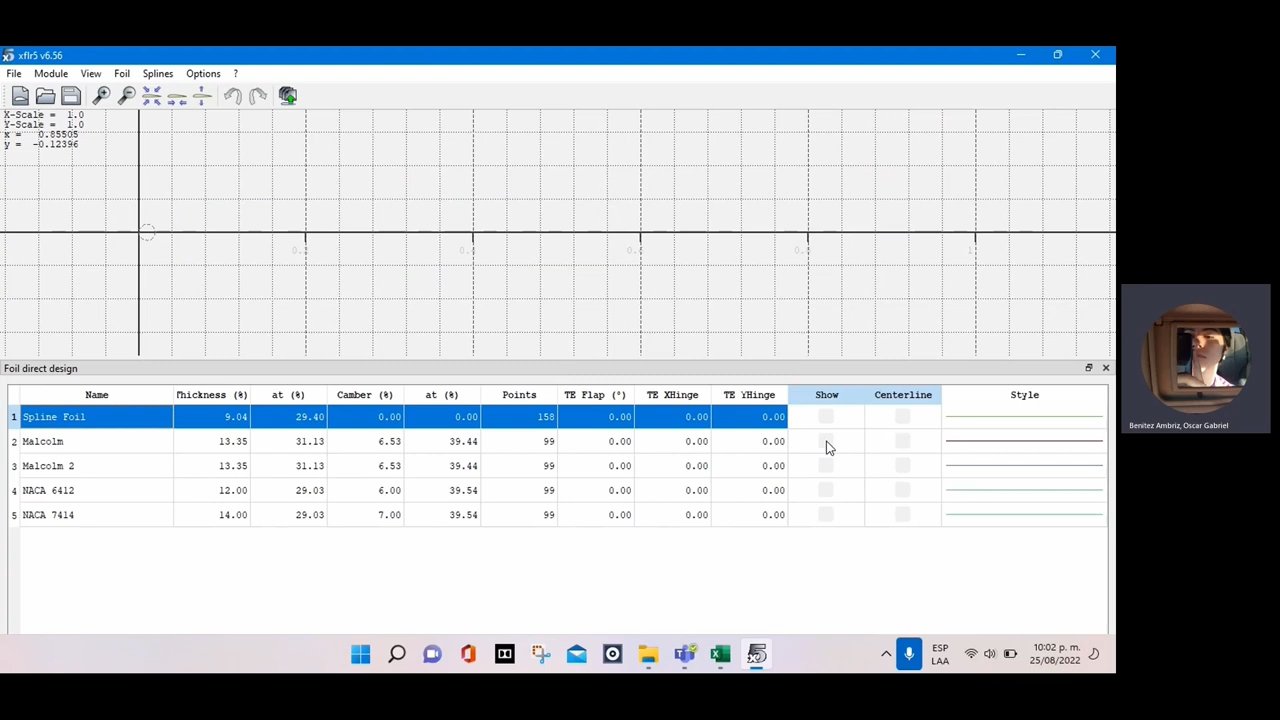 xflr5 v6.56
File Module View Foil Splines Options ?
X-Scale = 1.0
Y-Scale = 1.0
x = 0.85505
y = -0.12396
Foil direct design
Name Thickness (%) at (%) Camber (%) at (%) Points TE Flap (°) TE XHinge TE YHinge Show Centerline Style
1 Spline Foil 9.04 29.40 0.00 0.00 158 0.00 0.00 0.00
2 Malcolm 13.35 31.13 6.53 39.44 99 0.00 0.00 0.00
3 Malcolm 2 13.35 31.13 6.53 39.44 99 0.00 0.00 0.00
4 NACA 6412 12.00 29.03 6.00 39.54 99 0.00 0.00 0.00
5 NACA 7414 14.00 29.03 7.00 39.54 99 0.00 0.00 0.00
Benitez Ambriz, Oscar Gabriel
ESP
LAA
10:02 p. m.
25/08/2022